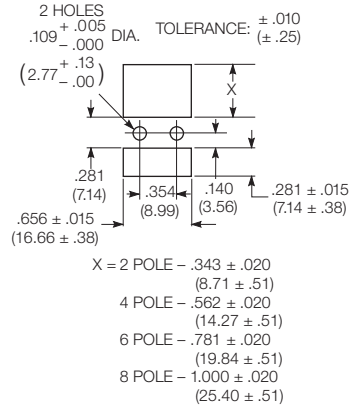 2 HOLES
.109 + .005 - .000 DIA.
(2.77 + .13 - .00)
TOLERANCE: ± .010
(± .25)
X
.281
(7.14)
.354
(8.99)
.140
(3.56)
.281 ± .015
(7.14 ± .38)
.656 ± .015
(16.66 ± .38)
X = 2 POLE – .343 ± .020
(8.71 ± .51)
4 POLE – .562 ± .020
(14.27 ± .51)
6 POLE – .781 ± .020
(19.84 ± .51)
8 POLE – 1.000 ± .020
(25.40 ± .51)